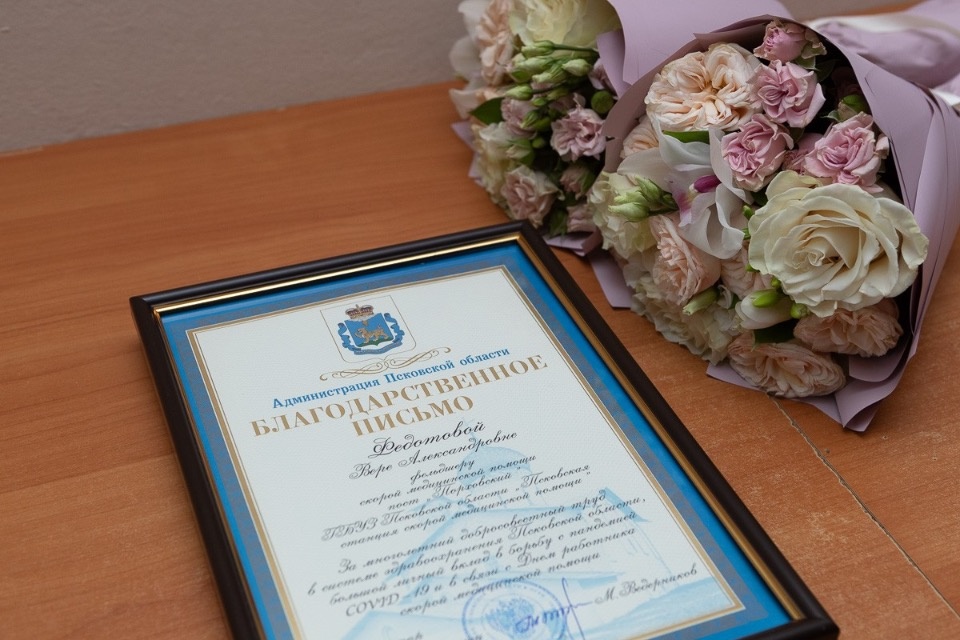 Администрация Псковской области
БЛАГОДАРСТВЕННОЕ
ПИСЬМО
Федотовой
Вере Александровне
фельдшеру
скорой медицинской помощи
пост "Порховский",
ГБУЗ Псковской области "Псковская
станция скорой медицинской помощи"
За многолетний добросовестный труд
в системе здравоохранения Псковской области,
большой личный вклад в борьбу с пандемией
COVID-19 и в связи с Днем работника
скорой медицинской помощи
М.Ведерников